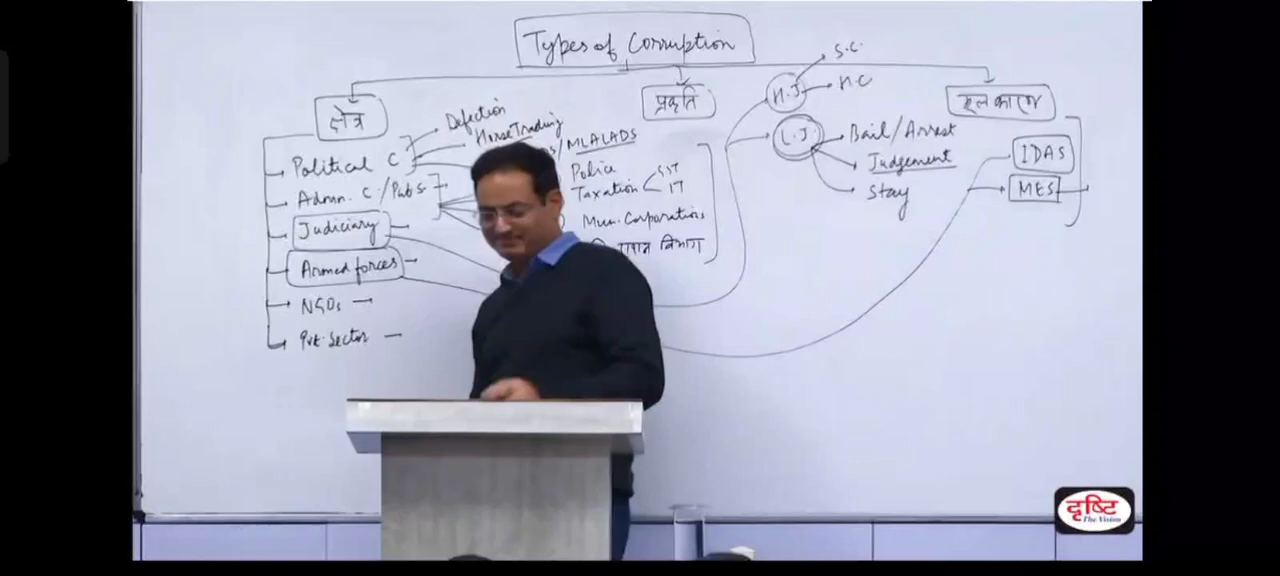 Types of Corruption
क्षेत्र
प्रकृति
मूल कारण
Political C
Defection
Horse Trading
/MLALADS
Admn. C./Pub S
Police
Taxation
GST
IT
Mun. Corporations
विभाग
Judiciary
H.J
S.C.
H.C
L.J.
Bail/Arrest
Judgement
Stay
Armed forces
IDAS
MES
NGOs
Pvt. Sector
दृष्टि
The Vision